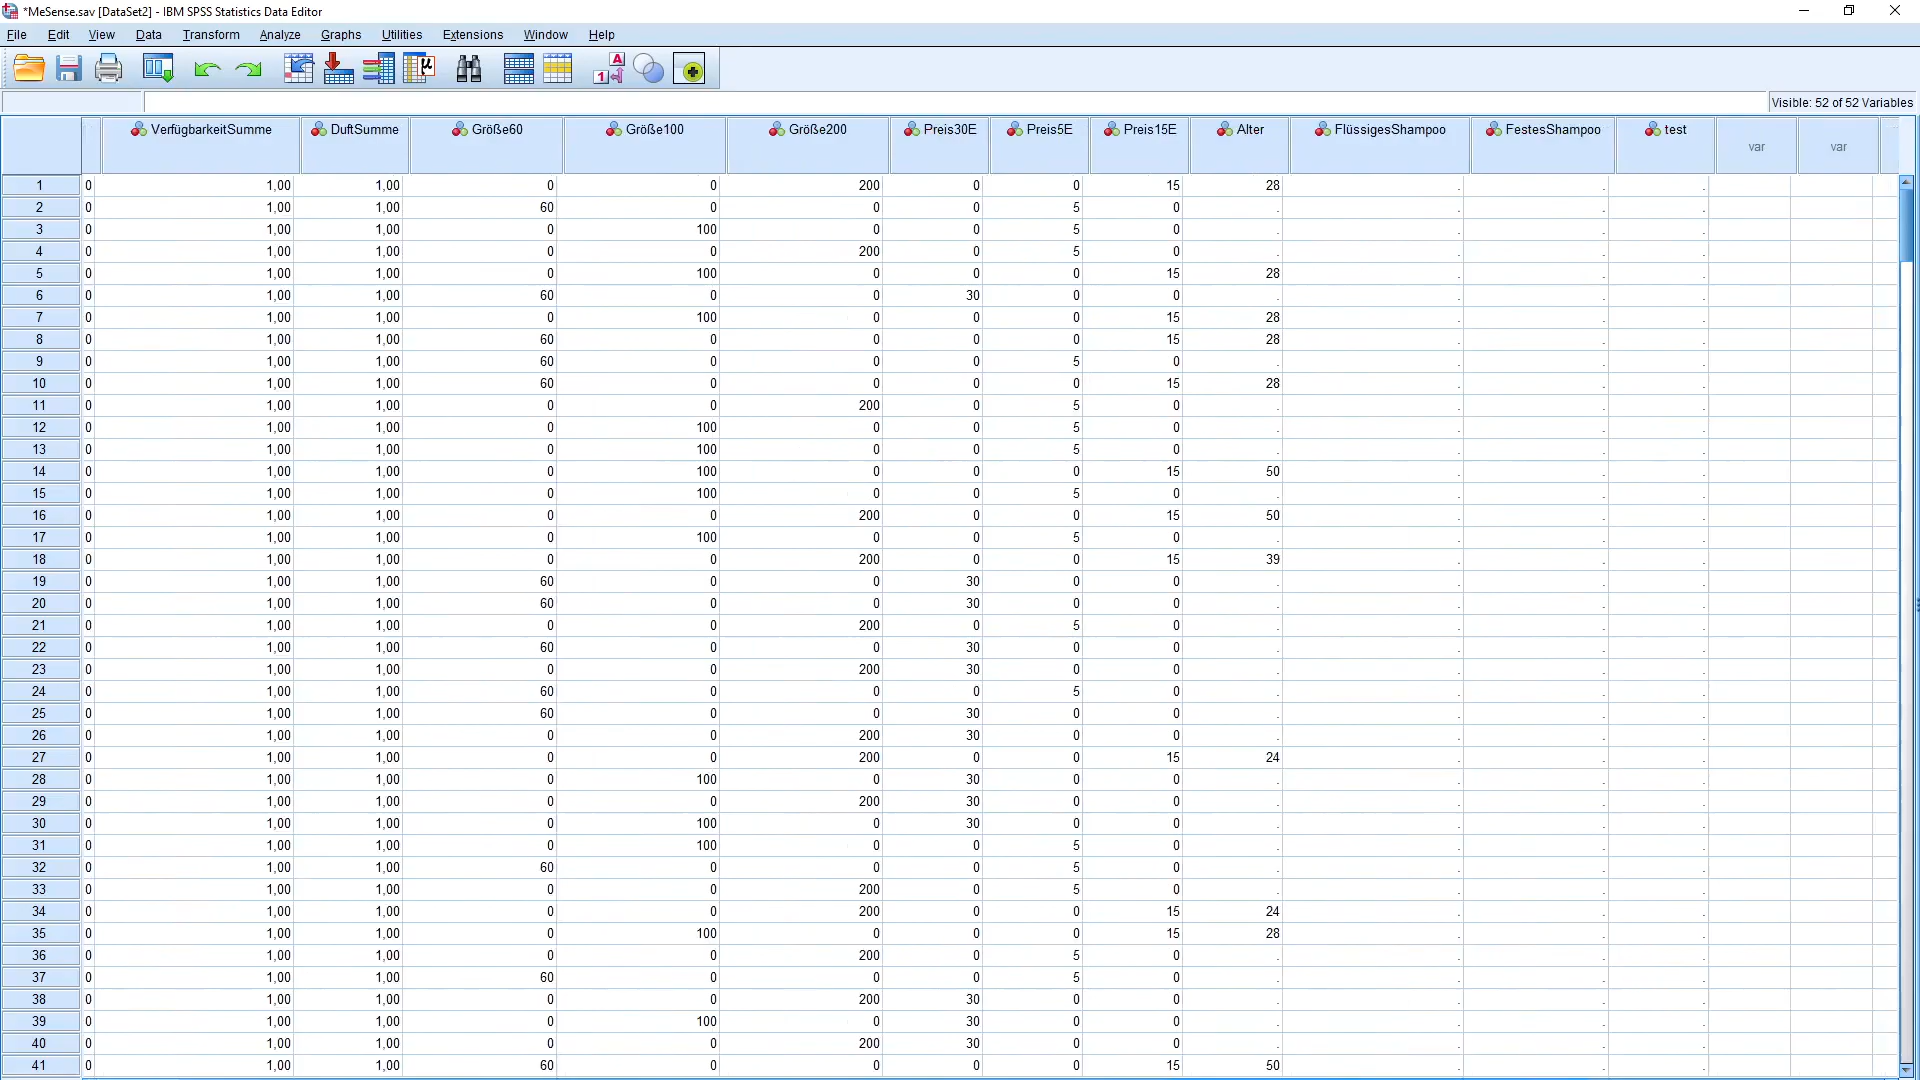 *MeSense.sav [DataSet2] - IBM SPSS Statistics Data Editor
File Edit View Data Transform Analyze Graphs Utilities Extensions Window Help
Visible: 52 of 52 Variables
VerfügbarkeitSumme DuftSumme Größe60 Größe100 Größe200 Preis30E Preis5E Preis15E Alter FlüssigesShampoo FestesShampoo test var var
1 0 1,00 1,00 0 0 200 0 0 15 28 . . .
2 0 1,00 1,00 60 0 0 0 5 0 . . . .
3 0 1,00 1,00 0 100 0 0 5 0 . . . .
4 0 1,00 1,00 0 0 200 0 5 0 . . . .
5 0 1,00 1,00 0 100 0 0 0 15 28 . . .
6 0 1,00 1,00 60 0 0 30 0 0 . . . .
7 0 1,00 1,00 0 100 0 0 0 15 28 . . .
8 0 1,00 1,00 60 0 0 0 0 15 28 . . .
9 0 1,00 1,00 60 0 0 0 5 0 . . . .
10 0 1,00 1,00 60 0 0 0 0 15 28 . . .
11 0 1,00 1,00 0 0 200 0 5 0 . . . .
12 0 1,00 1,00 0 100 0 0 5 0 . . . .
13 0 1,00 1,00 0 100 0 0 5 0 . . . .
14 0 1,00 1,00 0 100 0 0 0 15 50 . . .
15 0 1,00 1,00 0 100 0 0 5 0 . . . .
16 0 1,00 1,00 0 0 200 0 0 15 50 . . .
17 0 1,00 1,00 0 100 0 0 5 0 . . . .
18 0 1,00 1,00 0 0 200 0 0 15 39 . . .
19 0 1,00 1,00 60 0 0 30 0 0 . . . .
20 0 1,00 1,00 60 0 0 30 0 0 . . . .
21 0 1,00 1,00 0 0 200 0 5 0 . . . .
22 0 1,00 1,00 60 0 0 30 0 0 . . . .
23 0 1,00 1,00 0 0 200 30 0 0 . . . .
24 0 1,00 1,00 60 0 0 0 5 0 . . . .
25 0 1,00 1,00 60 0 0 30 0 0 . . . .
26 0 1,00 1,00 0 0 200 30 0 0 . . . .
27 0 1,00 1,00 0 0 200 0 0 15 24 . . .
28 0 1,00 1,00 0 100 0 30 0 0 . . . .
29 0 1,00 1,00 0 0 200 30 0 0 . . . .
30 0 1,00 1,00 0 100 0 30 0 0 . . . .
31 0 1,00 1,00 0 100 0 0 5 0 . . . .
32 0 1,00 1,00 60 0 0 0 5 0 . . . .
33 0 1,00 1,00 0 0 200 0 5 0 . . . .
34 0 1,00 1,00 0 0 200 0 0 15 24 . . .
35 0 1,00 1,00 0 100 0 0 0 15 28 . . .
36 0 1,00 1,00 0 0 200 0 5 0 . . . .
37 0 1,00 1,00 60 0 0 0 5 0 . . . .
38 0 1,00 1,00 0 0 200 30 0 0 . . . .
39 0 1,00 1,00 0 100 0 30 0 0 . . . .
40 0 1,00 1,00 0 0 200 30 0 0 . . . .
41 0 1,00 1,00 60 0 0 0 0 15 50 . . .